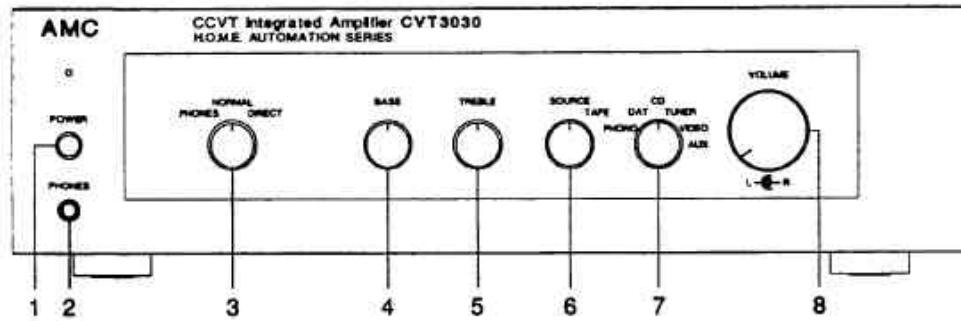 AMC
CCVT Integrated Amplifier CVT3030
H.O.M.E. AUTOMATION SERIES
POWER
PHONES
NORMAL
PHONES DIRECT
BASS
TREBLE
SOURCE
TAPE
CD
DAT TUNER
PHONO VIDEO
AUX
VOLUME
L R
1 2 3 4 5 6 7 8